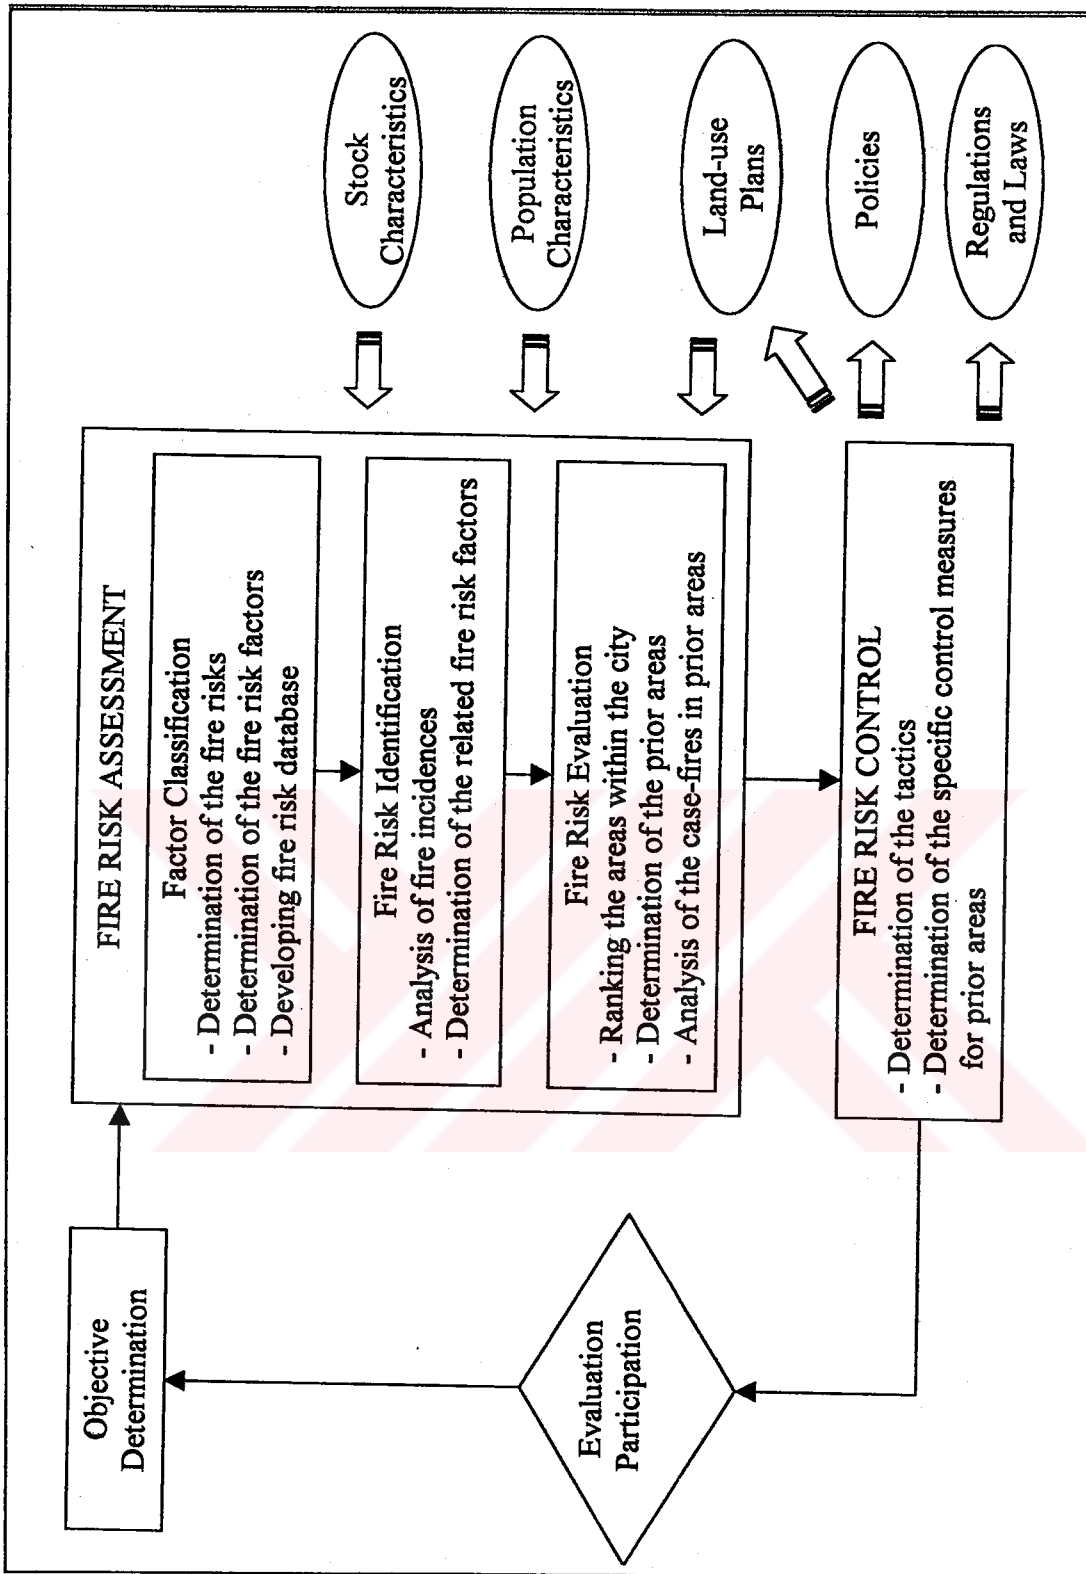 Objective
Determination
FIRE RISK ASSESSMENT
Factor Classification
- Determination of the fire risks
- Determination of the fire risk factors
- Developing fire risk database
Fire Risk Identification
- Analysis of fire incidences
- Determination of the related fire risk factors
Fire Risk Evaluation
- Ranking the areas within the city
- Determination of the prior areas
- Analysis of the case-fires in prior areas
FIRE RISK CONTROL
- Determination of the tactics
- Determination of the specific control measures
for prior areas
Evaluation
Participation
Stock
Characteristics
Population
Characteristics
Land-use
Plans
Policies
Regulations
and Laws